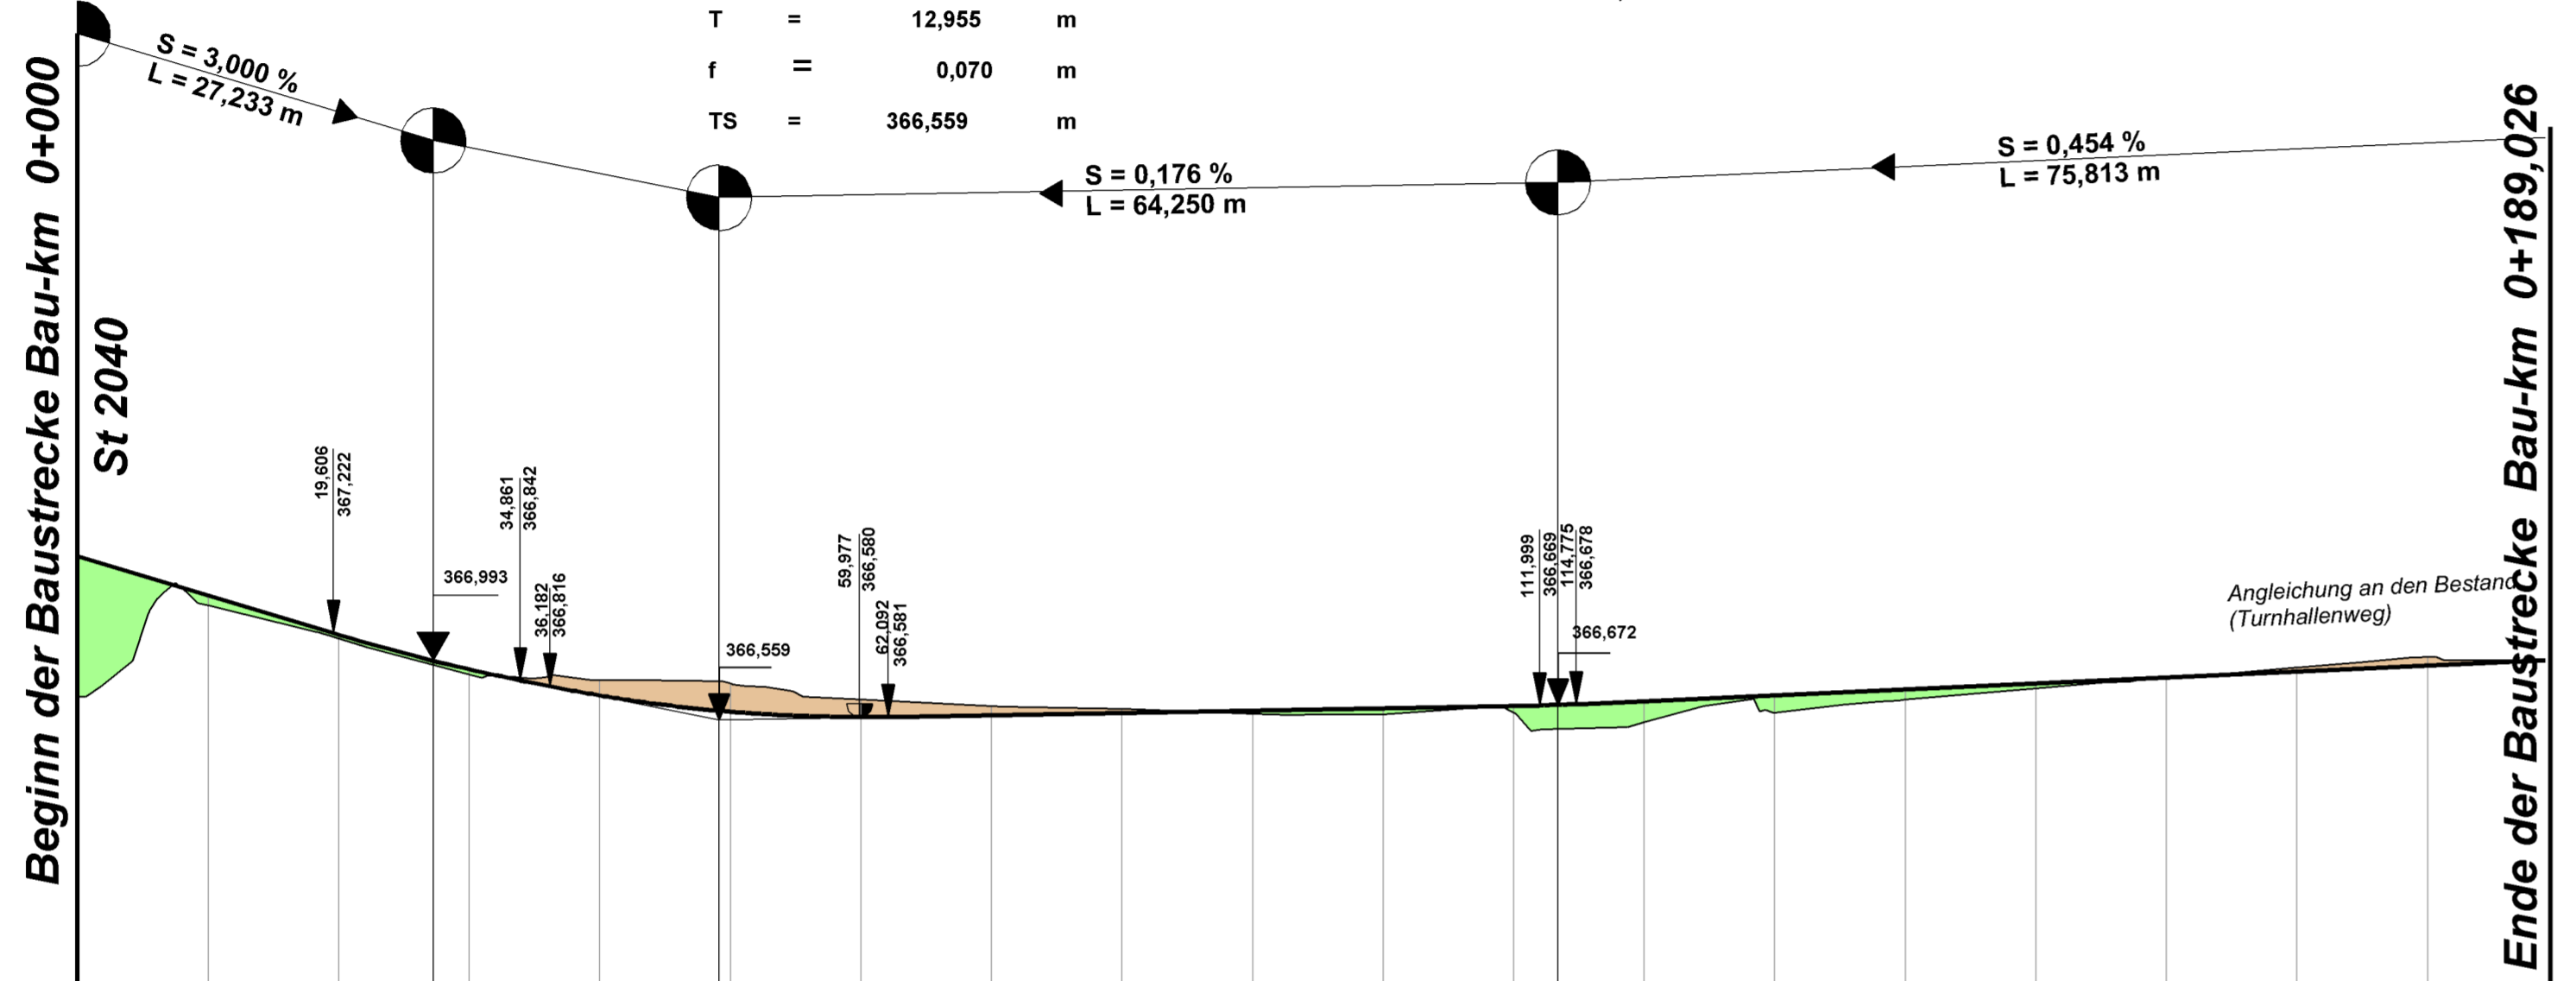 T = 12,955 m
f = 0,070 m
TS = 366,559 m
S = 3,000 %
L = 27,233 m
S = 0,176 %
L = 64,250 m
S = 0,454 %
L = 75,813 m
Beginn der Baustrecke Bau-km 0+000
St 2040
19,606
367,222
366,993
34,861
366,842
36,182
366,816
366,559
59,977
366,580
62,092
366,581
111,999
366,669
114,775
366,678
366,672
Angleichung an den Bestand
(Turnhallenweg)
Ende der Baustrecke Bau-km 0+189,026